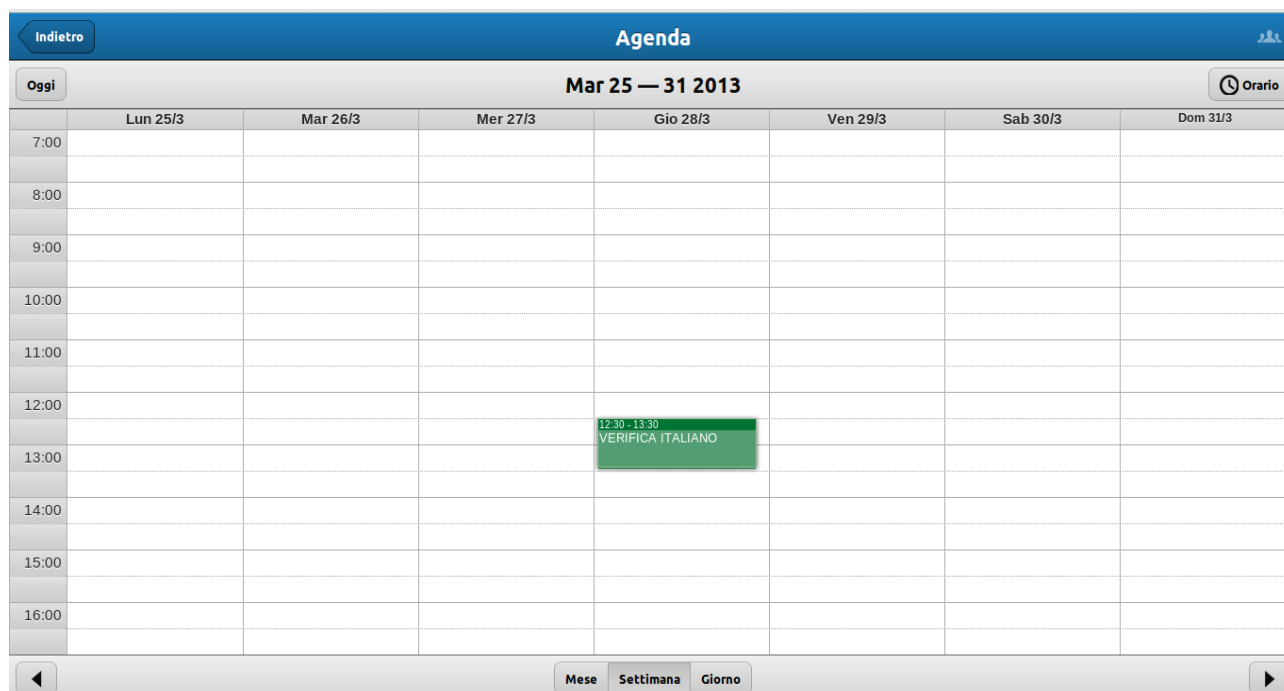 Indietro
Agenda
Oggi
Mar 25 — 31 2013
Orario
Lun 25/3 Mar 26/3 Mer 27/3 Gio 28/3 Ven 29/3 Sab 30/3 Dom 31/3
7:00
8:00
9:00
10:00
11:00
12:00
12:30 - 13:30
VERIFICA ITALIANO
13:00
14:00
15:00
16:00
Mese Settimana Giorno